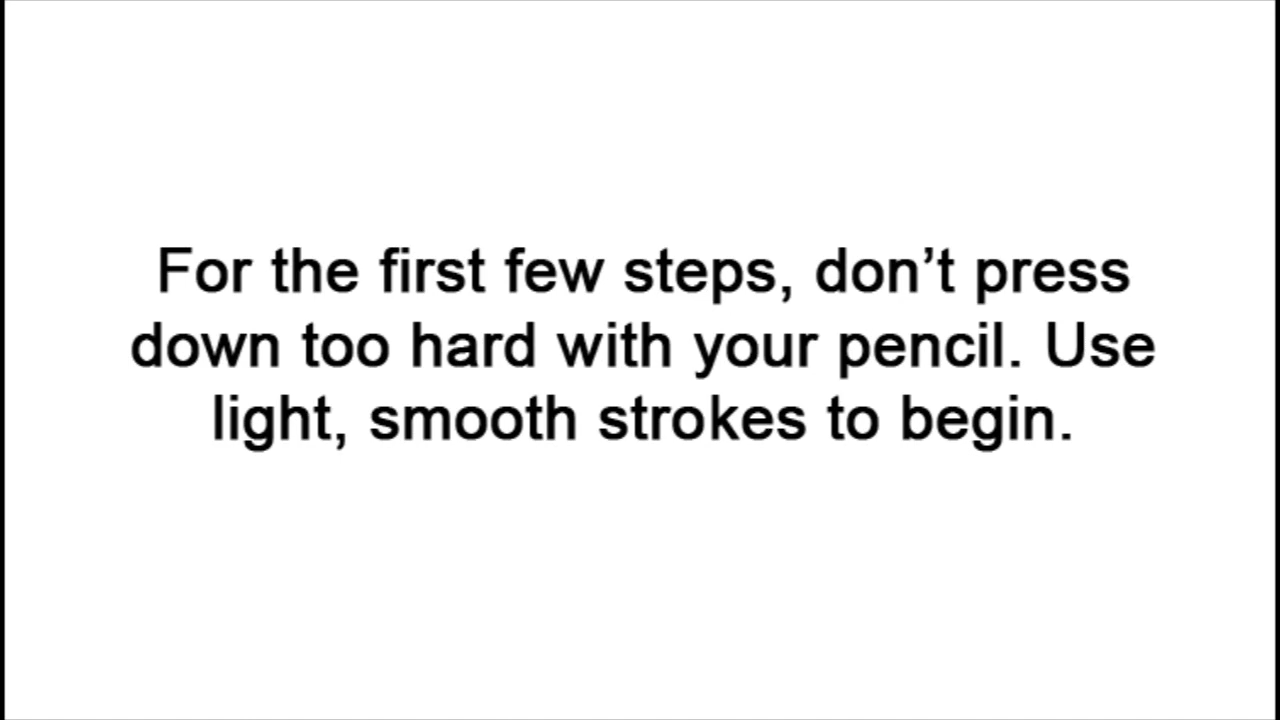 For the first few steps, don’t press
down too hard with your pencil. Use
light, smooth strokes to begin.